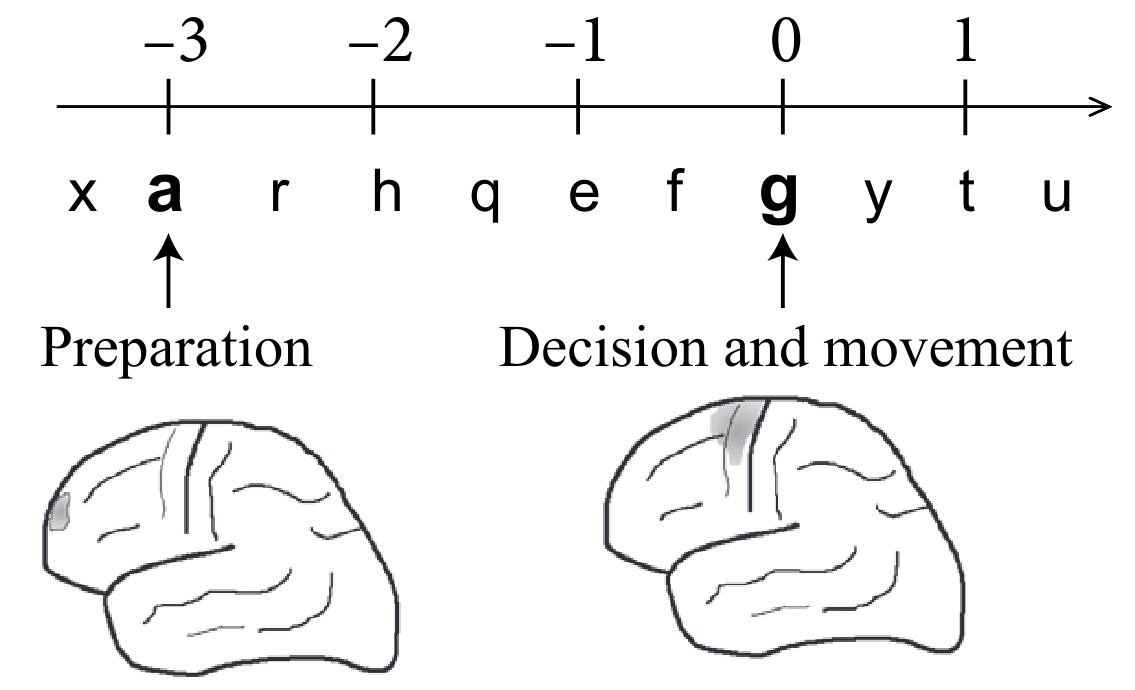 –3 –2 –1 0 1
x a r h q e f g y t u
Preparation Decision and movement